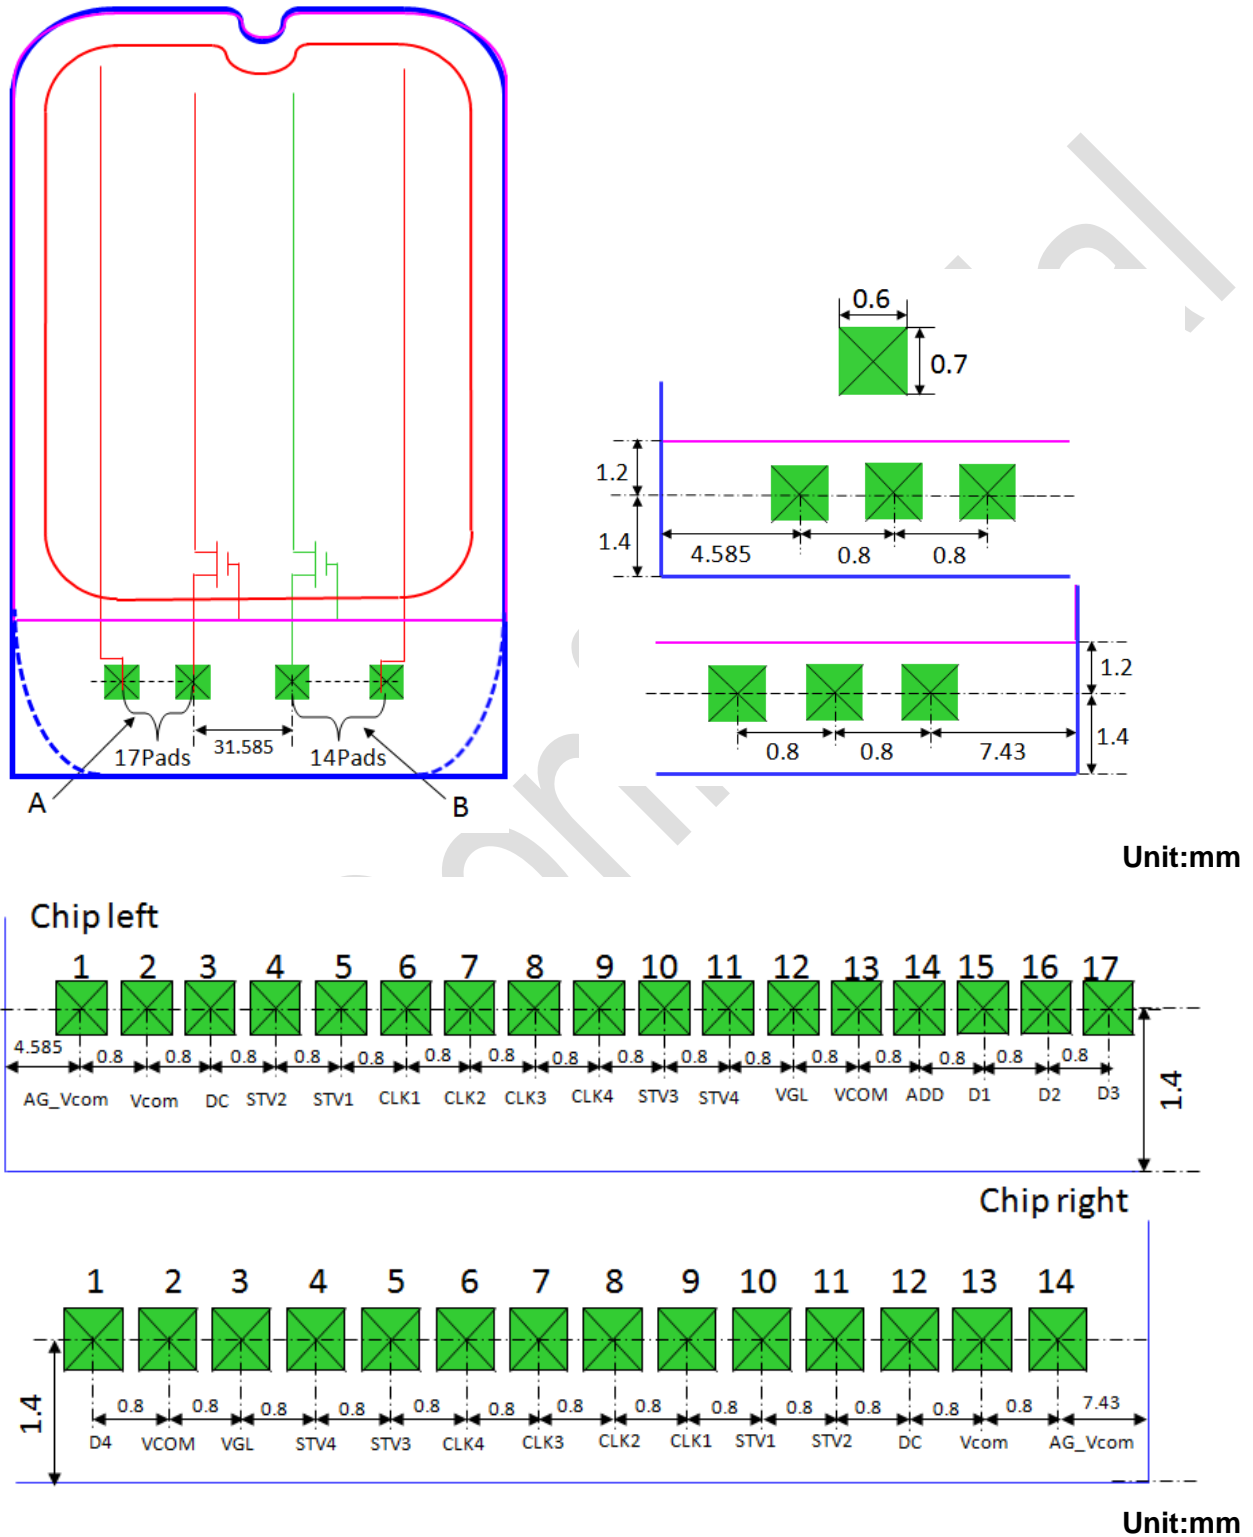 0.6
0.7
1.2
1.4
4.585
0.8
0.8
1.2
1.4
0.8
0.8
7.43
17Pads
31.585
14Pads
A
B
Unit:mm
Chip left
1 2 3 4 5 6 7 8 9 10 11 12 13 14 15 16 17
4.585 0.8 0.8 0.8 0.8 0.8 0.8 0.8 0.8 0.8 0.8 0.8 0.8 0.8 0.8 0.8 0.8
AG_Vcom Vcom DC STV2 STV1 CLK1 CLK2 CLK3 CLK4 STV3 STV4 VGL VCOM ADD D1 D2 D3
1.4
Chip right
1 2 3 4 5 6 7 8 9 10 11 12 13 14
1.4
0.8 0.8 0.8 0.8 0.8 0.8 0.8 0.8 0.8 0.8 0.8 0.8 0.8 7.43
D4 VCOM VGL STV4 STV3 CLK4 CLK3 CLK2 CLK1 STV1 STV2 DC Vcom AG_Vcom
Unit:mm